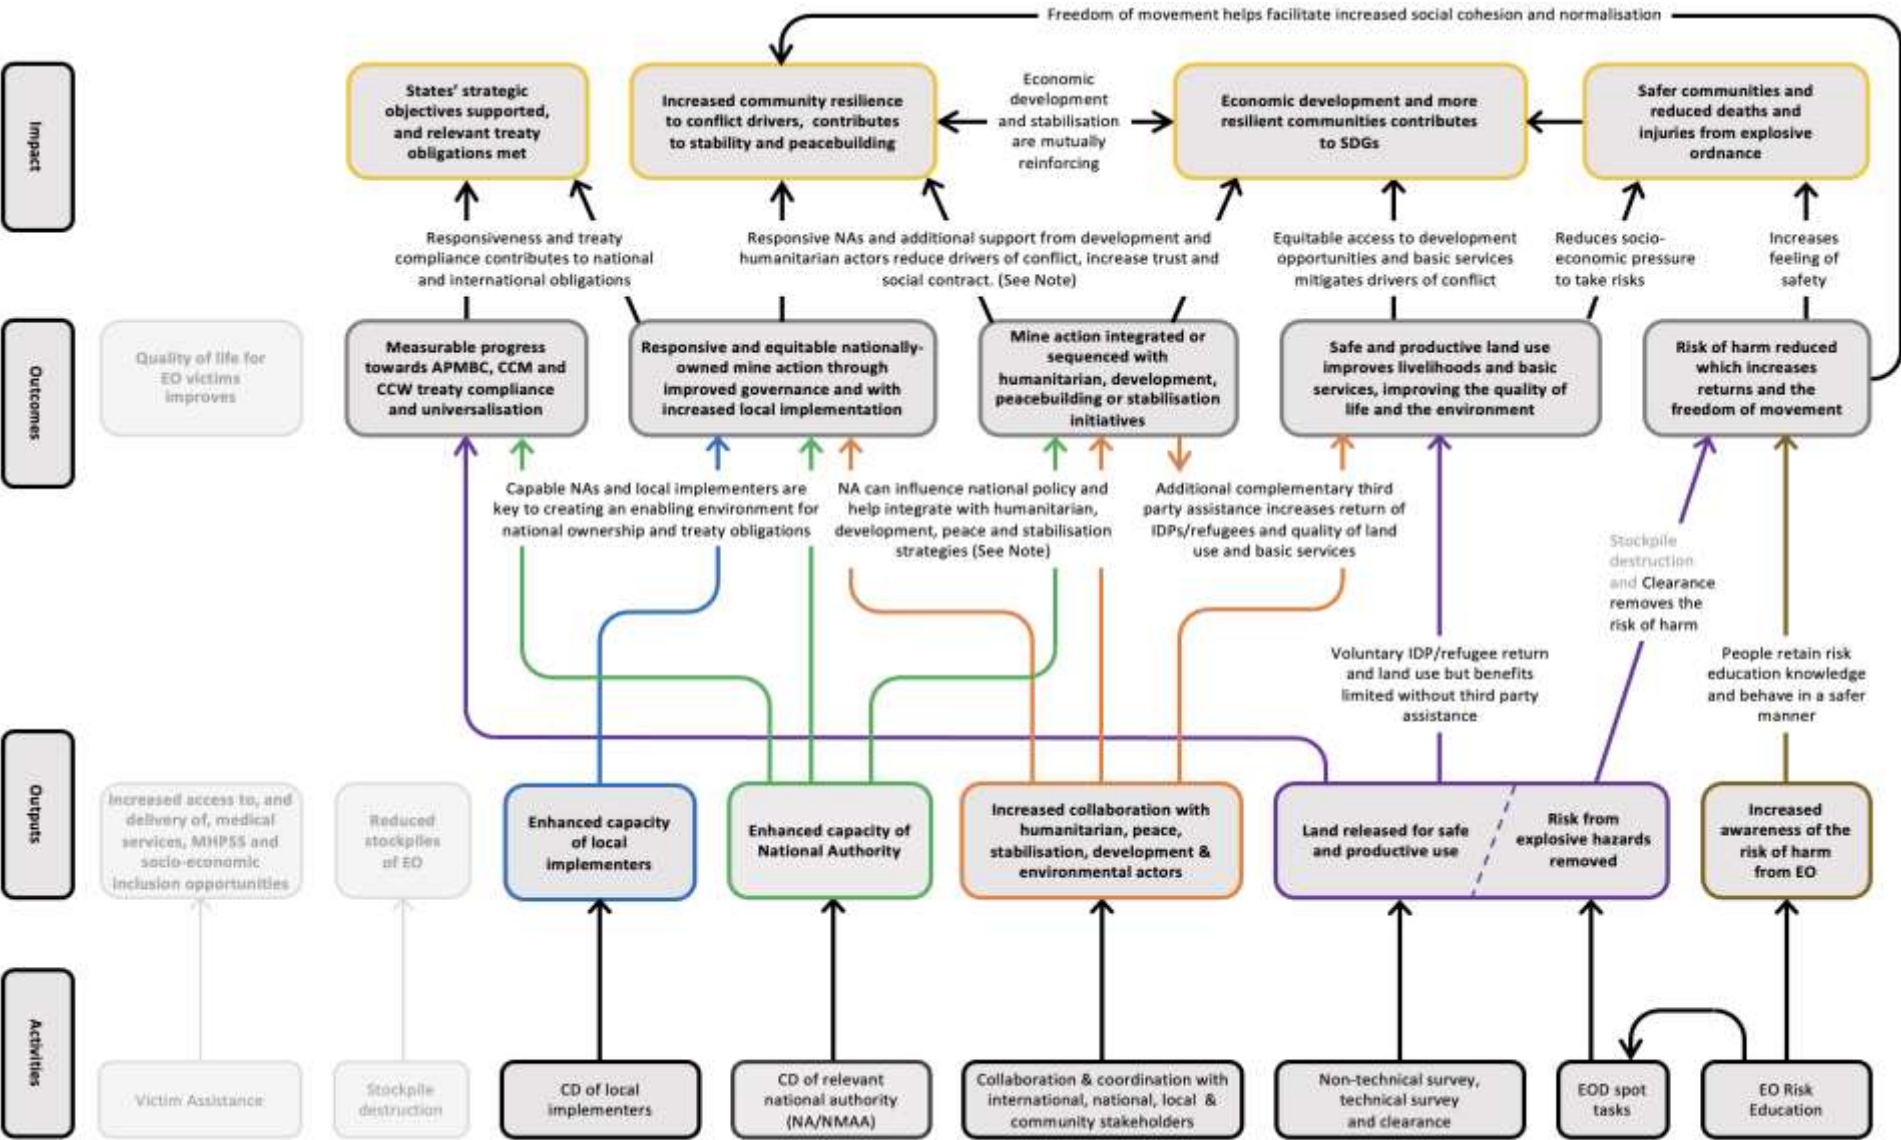 Freedom of movement helps facilitate increased social cohesion and normalisation
Impact
States’ strategic
objectives supported,
and relevant treaty
obligations met
Increased community resilience
to conflict drivers, contributes
to stability and peacebuilding
Economic
development
and stabilisation
are mutually
reinforcing
Economic development and more
resilient communities contributes
to SDGs
Safer communities and
reduced deaths and
injuries from explosive
ordnance
Responsiveness and treaty
compliance contributes to national
and international obligations
Responsive NAs and additional support from development and
humanitarian actors reduce drivers of conflict, increase trust and
social contract. (See Note)
Equitable access to development
opportunities and basic services
mitigates drivers of conflict
Reduces socio-
economic pressure
to take risks
Increases
feeling of
safety
Outcomes
Quality of life for
EO victims
improves
Measurable progress
towards APMBC, CCM and
CCW treaty compliance
and universalisation
Responsive and equitable nationally-
owned mine action through
improved governance and with
increased local implementation
Mine action integrated or
sequenced with
humanitarian, development,
peacebuilding or stabilisation
initiatives
Safe and productive land use
improves livelihoods and basic
services, improving the quality of
life and the environment
Risk of harm reduced
which increases
returns and the
freedom of movement
Capable NAs and local implementers are
key to creating an enabling environment for
national ownership and treaty obligations
NA can influence national policy and
help integrate with humanitarian,
development, peace and stabilisation
strategies (See Note)
Additional complementary third
party assistance increases return of
IDPs/refugees and quality of land
use and basic services
Stockpile
destruction
and Clearance
removes the
risk of harm
Voluntary IDP/refugee return
and land use but benefits
limited without third party
assistance
People retain risk
education knowledge
and behave in a safer
manner
Outputs
Increased access to, and
delivery of, medical
services, MHPSS and
socio-economic
inclusion opportunities
Reduced
stockpiles
of EO
Enhanced capacity
of local
implementers
Enhanced capacity of
National Authority
Increased collaboration with
humanitarian, peace,
stabilisation, development &
environmental actors
Land released for safe
and productive use
Risk from
explosive hazards
removed
Increased
awareness of the
risk of harm
from EO
Activities
Victim Assistance
Stockpile
destruction
CD of local
implementers
CD of relevant
national authority
(NA/NMAA)
Collaboration & coordination with
international, national, local &
community stakeholders
Non-technical survey,
technical survey
and clearance
EOD spot
tasks
EO Risk
Education